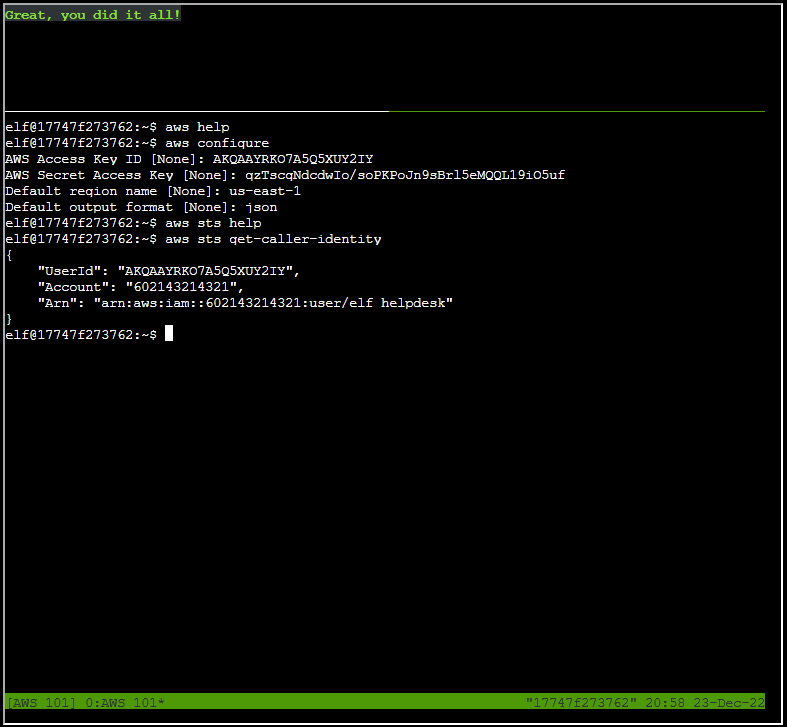 Great, you did it all!
elf@17747f273762:~$ aws help
elf@17747f273762:~$ aws configure
AWS Access Key ID [None]: AKQAAYRKO7A5Q5XUY2IY
AWS Secret Access Key [None]: qzTscqNdcdwIo/soPKPoJn9sBrl5eMQQL19iO5uf
Default region name [None]: us-east-1
Default output format [None]: json
elf@17747f273762:~$ aws sts help
elf@17747f273762:~$ aws sts get-caller-identity
{
    "UserId": "AKQAAYRKO7A5Q5XUY2IY",
    "Account": "602143214321",
    "Arn": "arn:aws:iam::602143214321:user/elf_helpdesk"
}
elf@17747f273762:~$
[AWS 101] 0:AWS 101* "17747f273762" 20:58 23-Dec-22